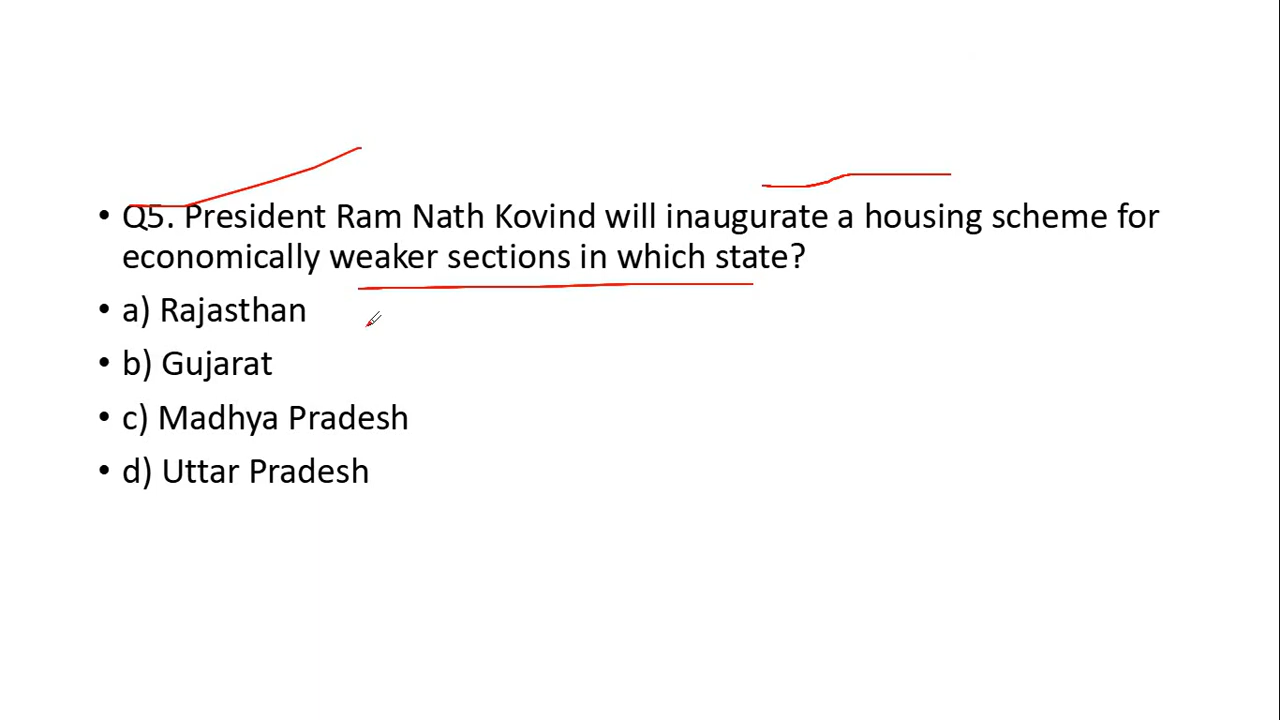 • Q5. President Ram Nath Kovind will inaugurate a housing scheme for
economically weaker sections in which state?
• a) Rajasthan
• b) Gujarat
• c) Madhya Pradesh
• d) Uttar Pradesh